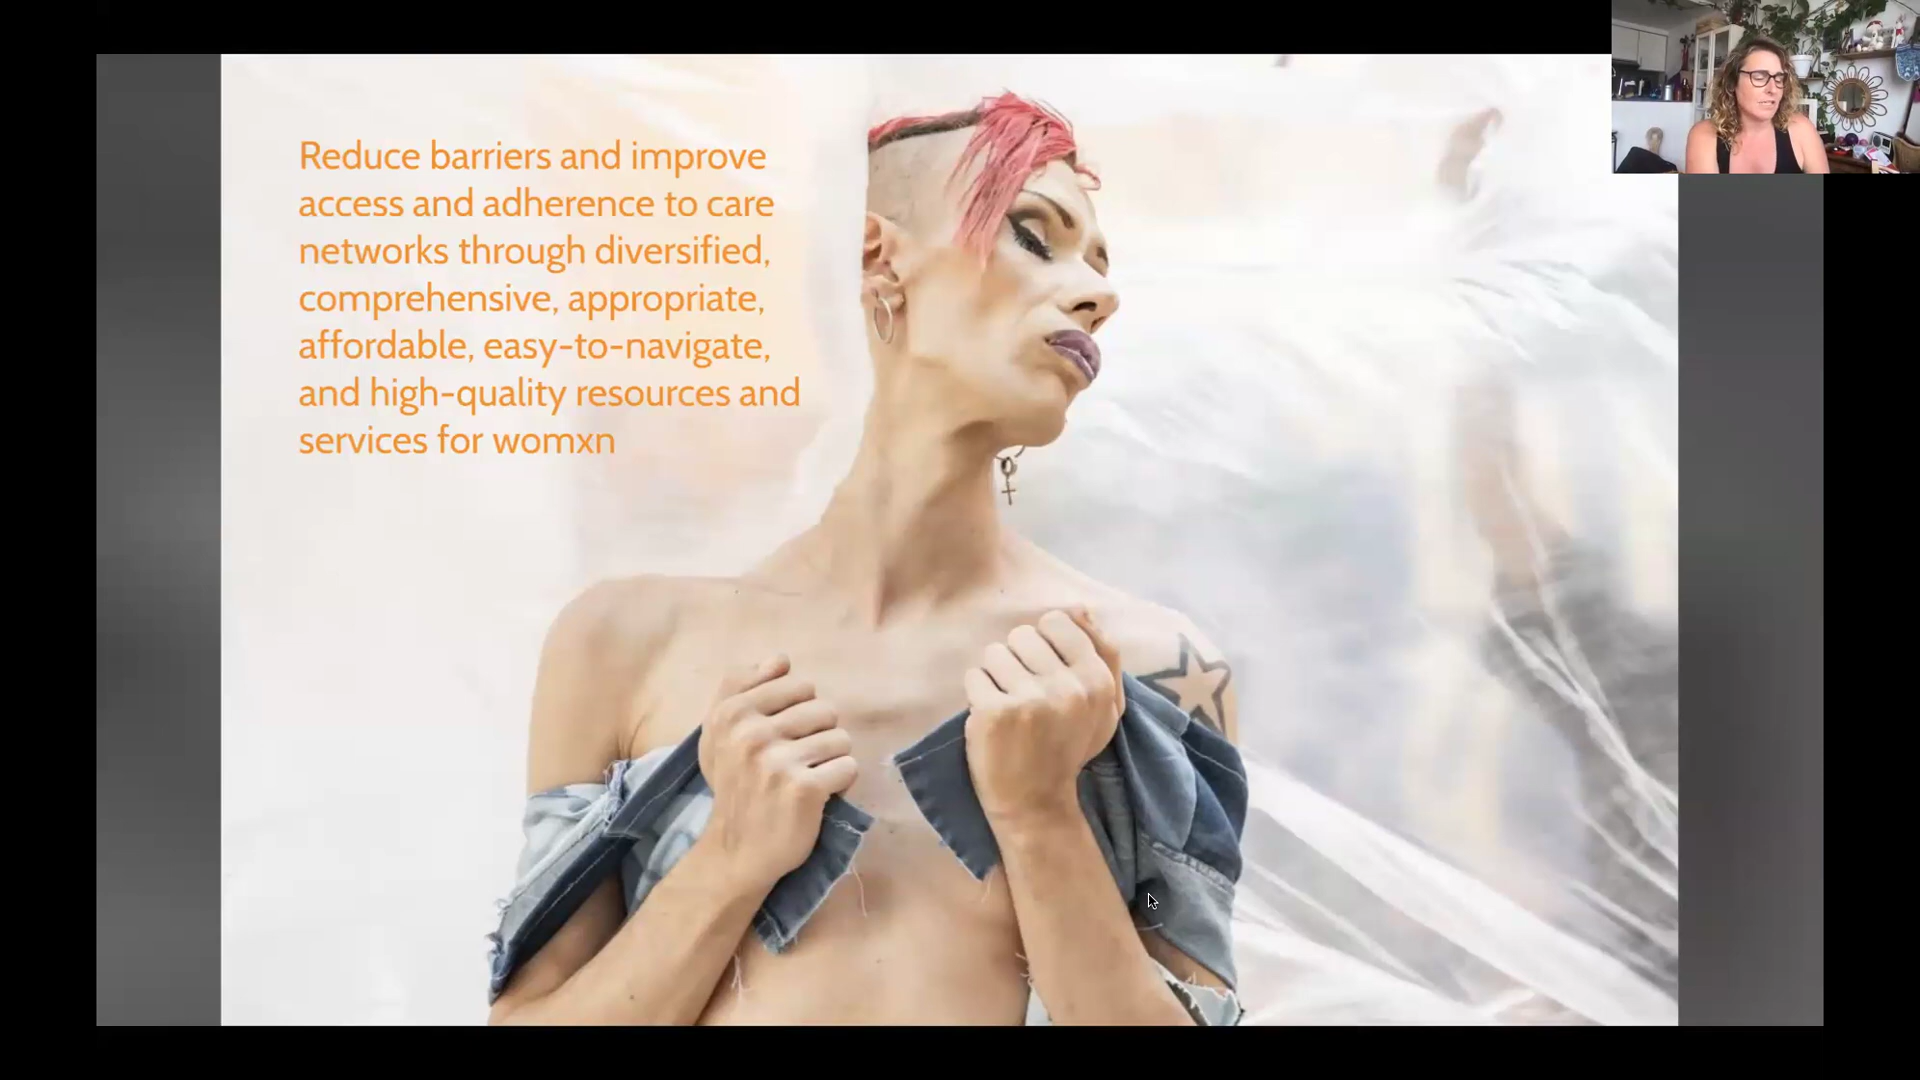 Reduce barriers and improve
access and adherence to care
networks through diversified,
comprehensive, appropriate,
affordable, easy-to-navigate,
and high-quality resources and
services for womxn